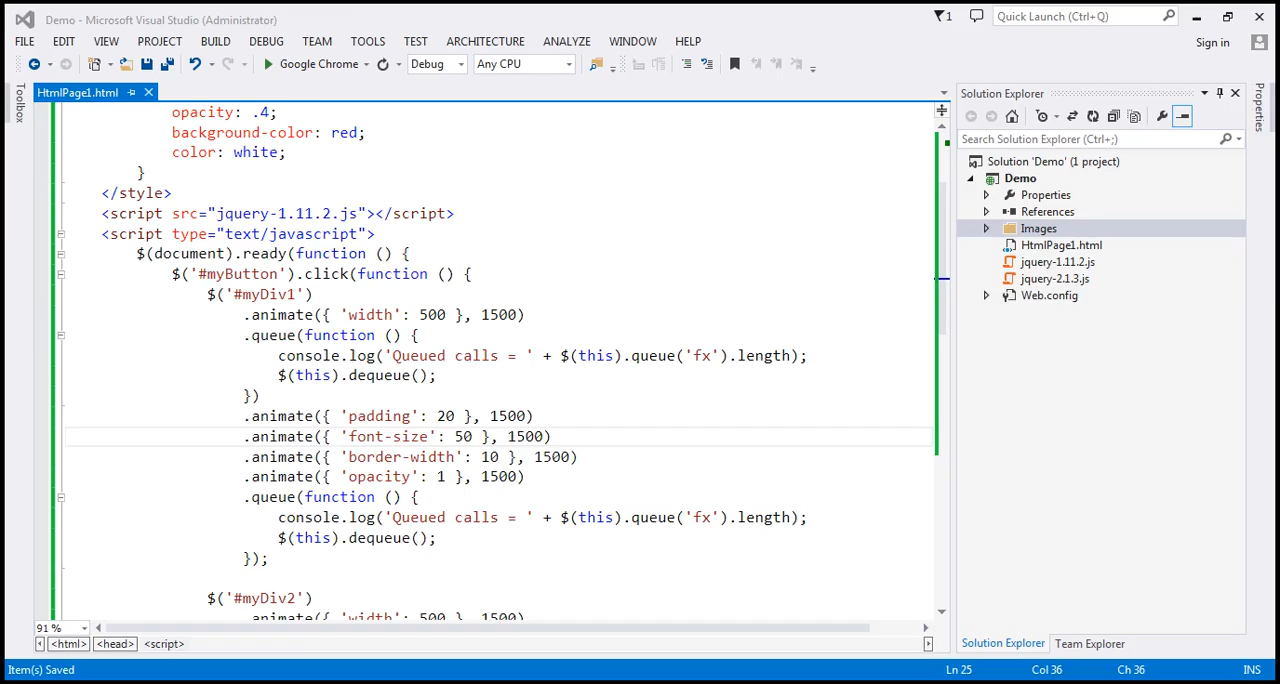 Demo - Microsoft Visual Studio (Administrator)
1
Quick Launch (Ctrl+Q)
FILE EDIT VIEW PROJECT BUILD DEBUG TEAM TOOLS TEST ARCHITECTURE ANALYZE WINDOW HELP
Sign in
Google Chrome
Debug
Any CPU
Toolbox
HtmlPage1.html
opacity: .4;
background-color: red;
color: white;
}
</style>
<script src="jquery-1.11.2.js"></script>
<script type="text/javascript">
$(document).ready(function () {
$('#myButton').click(function () {
$('#myDiv1')
.animate({ 'width': 500 }, 1500)
.queue(function () {
console.log('Queued calls = ' + $(this).queue('fx').length);
$(this).dequeue();
})
.animate({ 'padding': 20 }, 1500)
.animate({ 'font-size': 50 }, 1500)
.animate({ 'border-width': 10 }, 1500)
.animate({ 'opacity': 1 }, 1500)
.queue(function () {
console.log('Queued calls = ' + $(this).queue('fx').length);
$(this).dequeue();
});
$('#myDiv2')
.animate({ 'width': 500 }, 1500)
91 %
<html> <head> <script>
Solution Explorer
Search Solution Explorer (Ctrl+;)
Solution 'Demo' (1 project)
Demo
Properties
References
Images
HtmlPage1.html
jquery-1.11.2.js
jquery-2.1.3.js
Web.config
Solution Explorer Team Explorer
Properties
Item(s) Saved
Ln 25 Col 36 Ch 36 INS